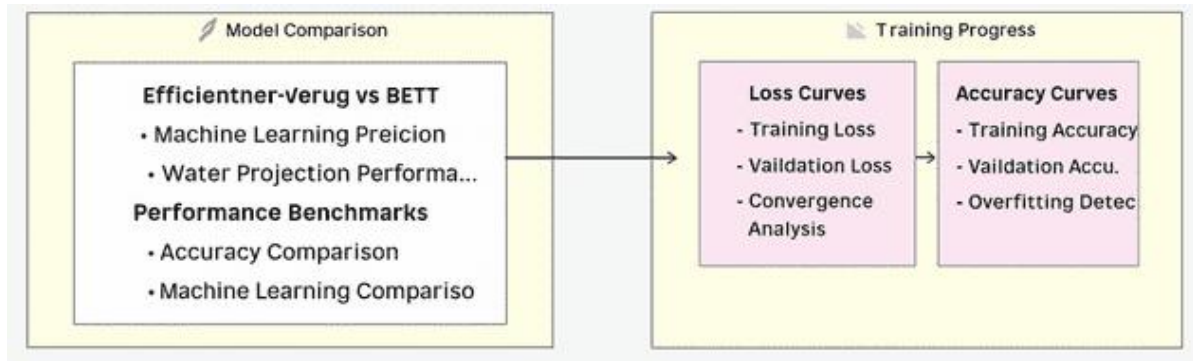 Model Comparison
Efficientner-Verug vs BETT
• Machine Learning Preicion
• Water Projection Performa...
Performance Benchmarks
• Accuracy Comparison
• Machine Learning Compariso
Training Progress
Loss Curves
- Training Loss
- Vaildation Loss
- Convergence
Analysis
Accuracy Curves
- Training Accuracy
- Vaildation Accu.
- Overfitting Detec